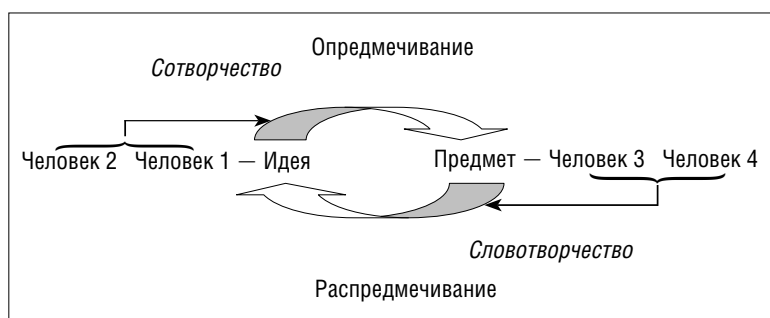 Опредмечивание
Сотворчество
Человек 2 Человек 1 – Идея
Предмет – Человек 3 Человек 4
Словотворчество
Распредмечивание